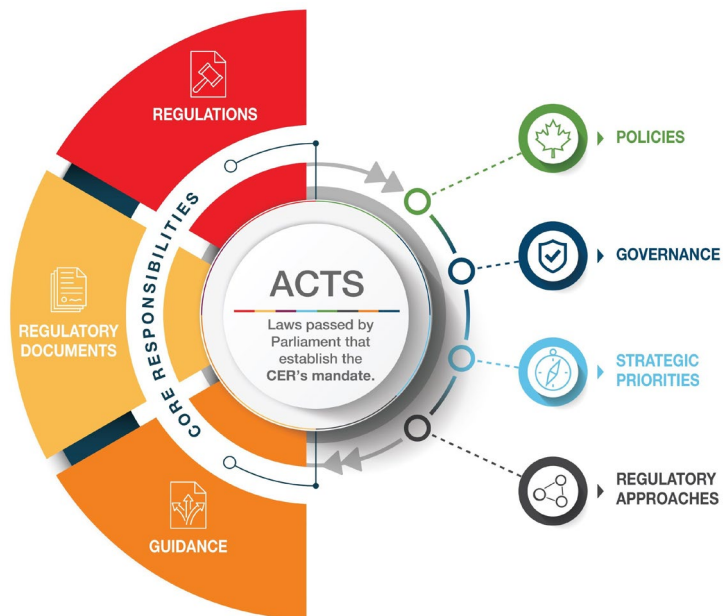 REGULATIONS
REGULATORY
DOCUMENTS
GUIDANCE
CORE RESPONSIBILITIES
ACTS
Laws passed by
Parliament that
establish the
CER's mandate.
POLICIES
GOVERNANCE
STRATEGIC
PRIORITIES
REGULATORY
APPROACHES